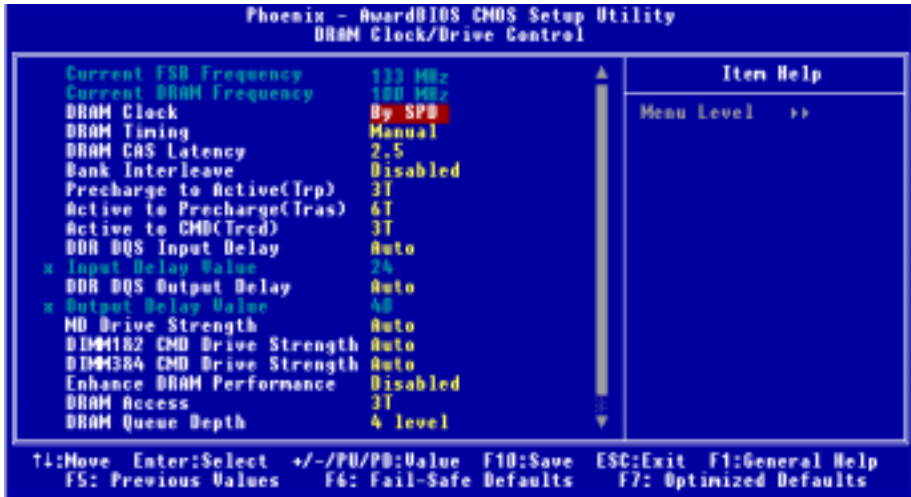 Phoenix - AwardBIOS CMOS Setup Utility
DRAM Clock/Drive Control
Current FSB Frequency 133 MHz
Current DRAM Frequency 100 MHz
DRAM Clock By SPD
DRAM Timing Manual
DRAM CAS Latency 2.5
Bank Interleave Disabled
Precharge to Active(Trp) 3T
Active to Precharge(Tras) 6T
Active to CMD(Trcd) 3T
DDR DQS Input Delay Auto
x Input Delay Value 24
DDR DQS Output Delay Auto
x Output Delay Value 40
MD Drive Strength Auto
DIMM1&2 CMD Drive Strength Auto
DIMM3&4 CMD Drive Strength Auto
Enhance DRAM Performance Disabled
DRAM Access 3T
DRAM Queue Depth 4 level
Item Help
Menu Level ▸▸
↑↓:Move Enter:Select +/-/PU/PD:Value F10:Save ESC:Exit F1:General Help
F5: Previous Values F6: Fail-Safe Defaults F7: Optimized Defaults